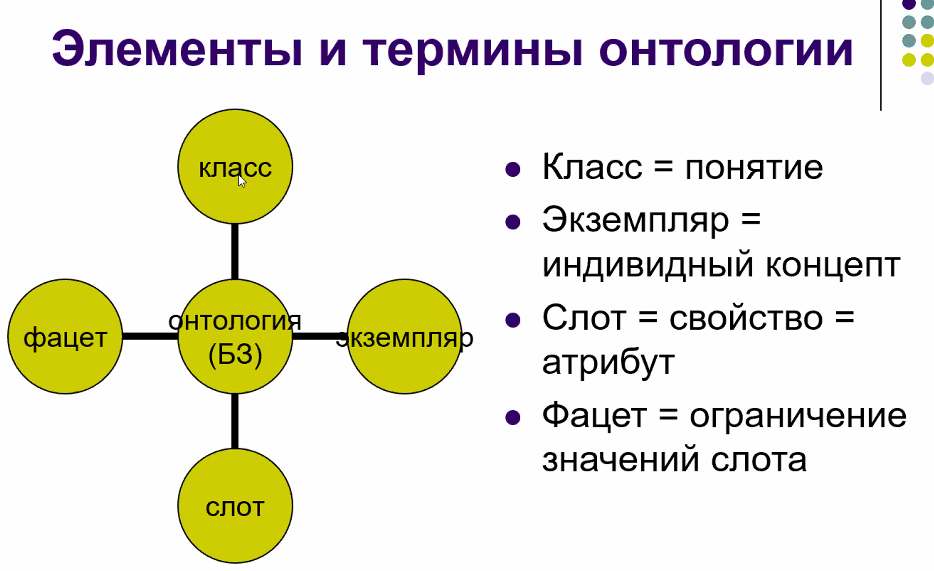 Элементы и термины онтологии
класс
фацет
онтология
(БЗ)
экземпляр
слот
Класс = понятие
Экземпляр =
индивидный концепт
Слот = свойство =
атрибут
Фацет = ограничение
значений слота